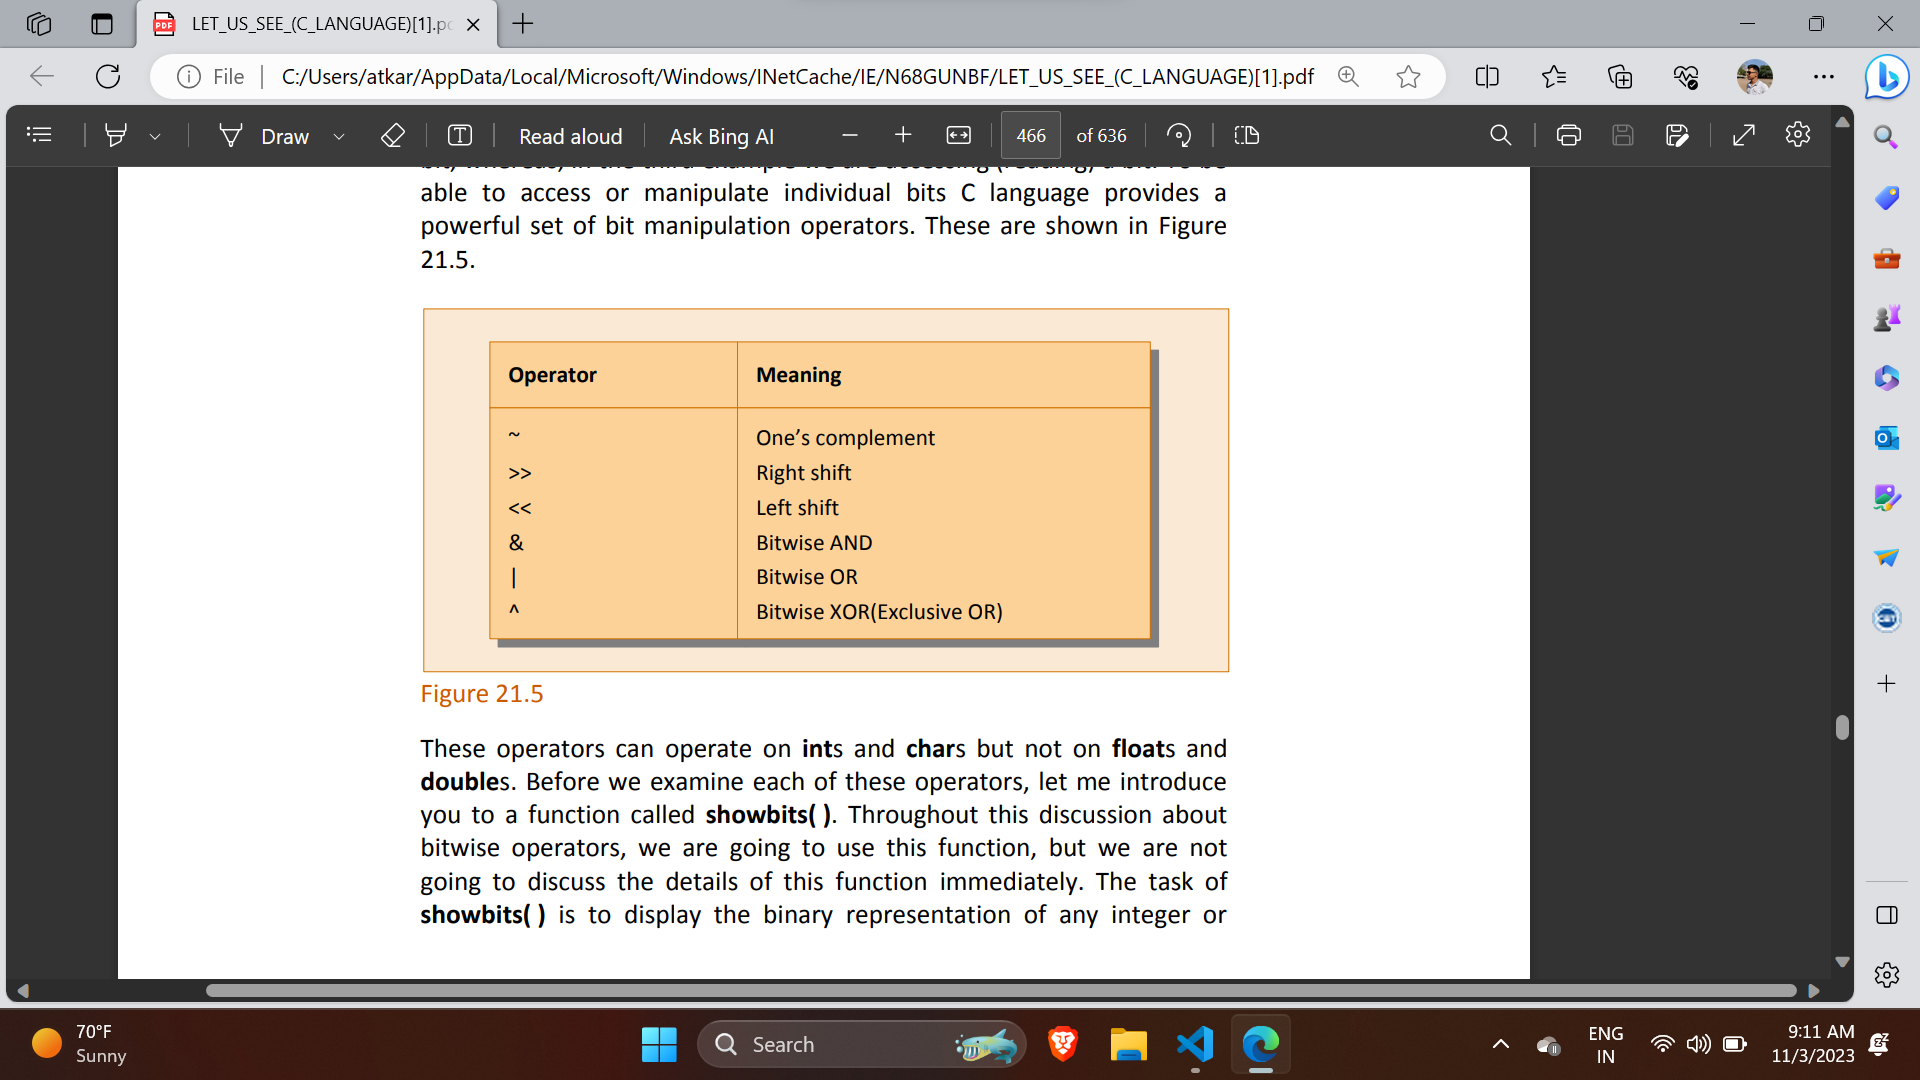 LET_US_SEE_(C_LANGUAGE)[1].p
File
C:/Users/atkar/AppData/Local/Microsoft/Windows/INetCache/IE/N68GUNBF/LET_US_SEE_(C_LANGUAGE)[1].pdf
Draw
Read aloud
Ask Bing AI
466 of 636
able to access or manipulate individual bits C language provides a
powerful set of bit manipulation operators. These are shown in Figure
21.5.
Operator Meaning
~ One’s complement
>> Right shift
<< Left shift
& Bitwise AND
| Bitwise OR
^ Bitwise XOR(Exclusive OR)
Figure 21.5
These operators can operate on ints and chars but not on floats and
doubles. Before we examine each of these operators, let me introduce
you to a function called showbits( ). Throughout this discussion about
bitwise operators, we are going to use this function, but we are not
going to discuss the details of this function immediately. The task of
showbits( ) is to display the binary representation of any integer or
70°F
Sunny
Search
ENG
IN
9:11 AM
11/3/2023